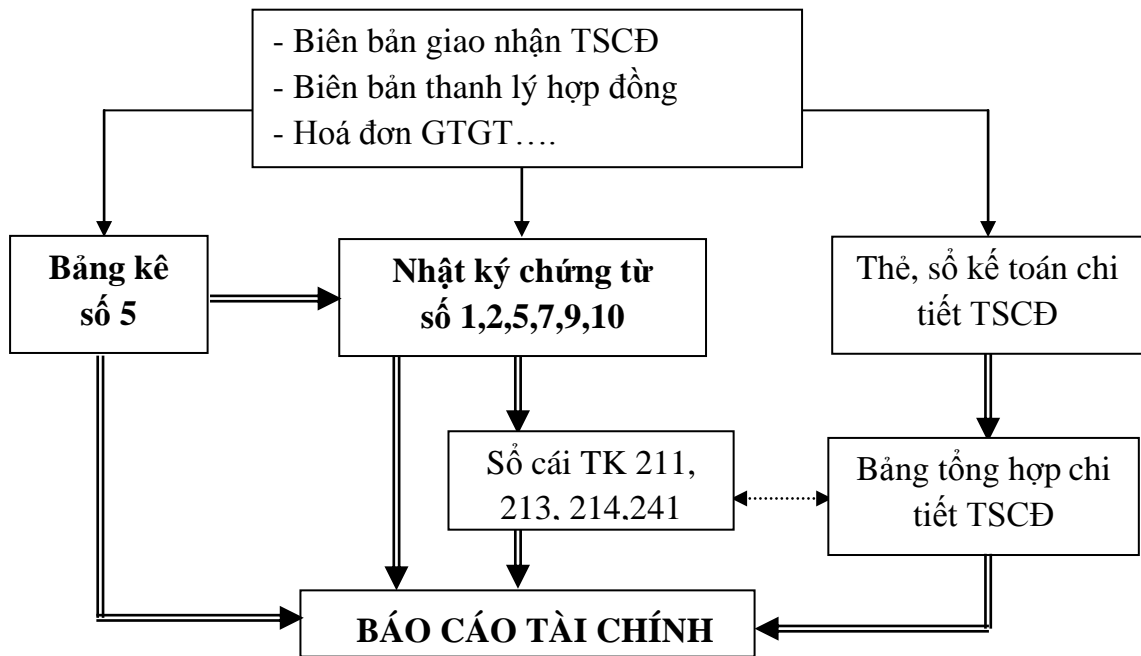 - Biên bản giao nhận TSCĐ
- Biên bản thanh lý hợp đồng
- Hoá đơn GTGT….
Bảng kê
số 5
Nhật ký chứng từ
số 1,2,5,7,9,10
Thẻ, sổ kế toán chi
tiết TSCĐ
Sổ cái TK 211,
213, 214,241
Bảng tổng hợp chi
tiết TSCĐ
BÁO CÁO TÀI CHÍNH